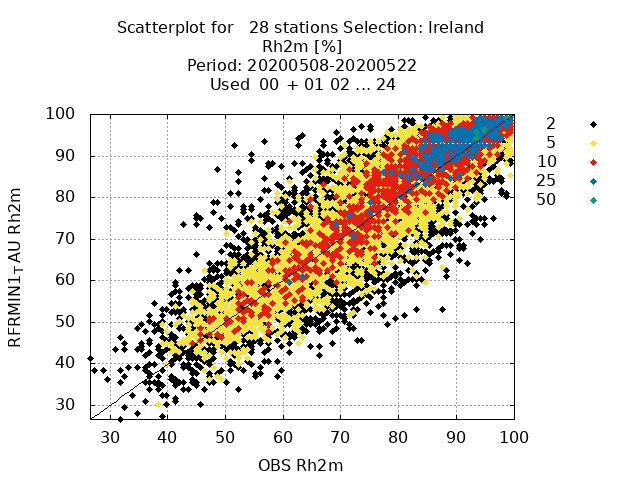 Scatterplot for   28 stations Selection: Ireland
Rh2m [%]
Period: 20200508-20200522
Used  00 + 01 02 ... 24
RFRMIN1T AU Rh2m
100
90
80
70
60
50
40
30
30 40 50 60 70 80 90 100
OBS Rh2m
2
5
10
25
50